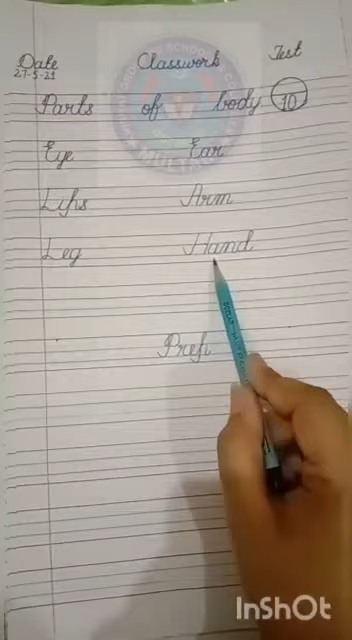 Date Classwork Test
27-5-21
Parts of body 10
Eye Ear
Lips Arm
Leg Hand
Prefi
InShOt